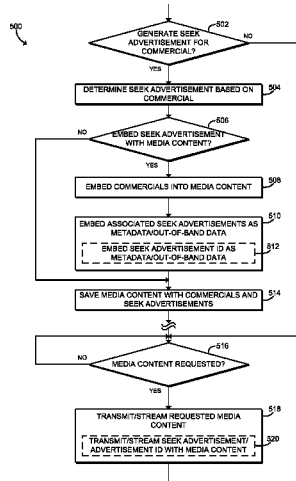 500
502
GENERATE SEEK
ADVERTISEMENT FOR
COMMERCIAL?
NO
YES
DETERMINE SEEK ADVERTISEMENT BASED ON
COMMERCIAL
504
506
NO
EMBED SEEK ADVERTISEMENT
WITH MEDIA CONTENT?
YES
EMBED COMMERCIALS INTO MEDIA CONTENT
508
EMBED ASSOCIATED SEEK ADVERTISEMENTS AS
METADATA/OUT-OF-BAND DATA
510
EMBED SEEK ADVERTISEMENT ID AS
METADATA/OUT-OF-BAND DATA
512
SAVE MEDIA CONTENT WITH COMMERCIALS AND
SEEK ADVERTISEMENTS
514
516
NO
MEDIA CONTENT REQUESTED?
YES
TRANSMIT/STREAM REQUESTED MEDIA
CONTENT
518
TRANSMIT/STREAM SEEK ADVERTISEMENT/
ADVERTISEMENT ID WITH MEDIA CONTENT
520